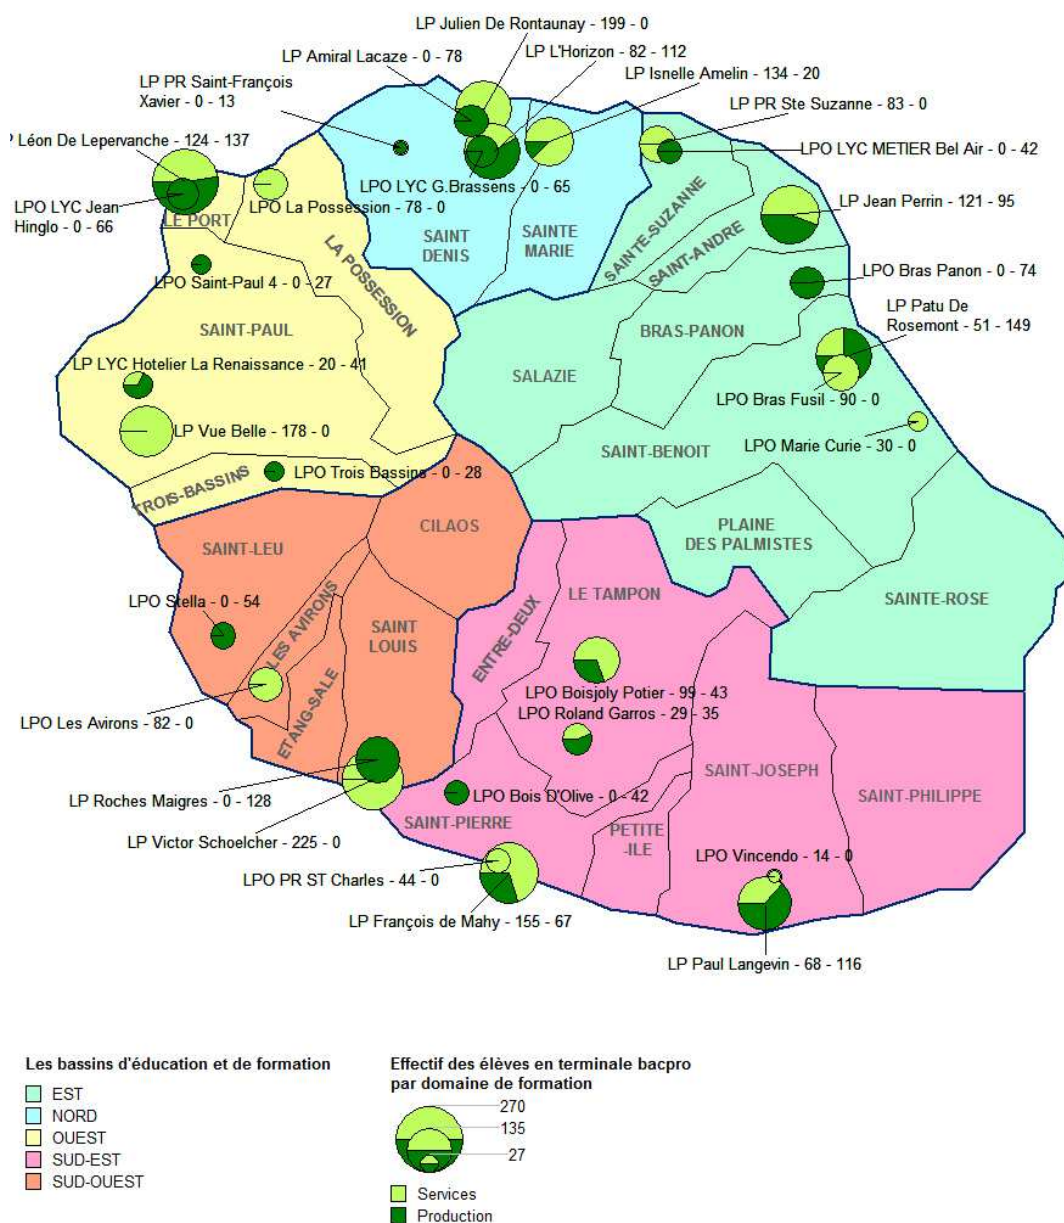 LP Julien De Rontaunay - 199 - 0
LP Amiral Lacaze - 0 - 78
LP L'Horizon - 82 - 112
LP Isnelle Amelin - 134 - 20
LP PR Saint-François
Xavier - 0 - 13
LP PR Ste Suzanne - 83 - 0
P Léon De Lepervanche - 124 - 137
LPO LYC METIER Bel Air - 0 - 42
LPO LYC G.Brassens - 0 - 65
LPO LYC Jean
Hinglo - 0 - 66
LPO La Possession - 78 - 0
LP Jean Perrin - 121 - 95
LE PORT
SAINT
DENIS
SAINTE
MARIE
SAINTE-SUZANNE
SAINT-ANDRE
LA POSSESSION
LPO Saint-Paul 4 - 0 - 27
LPO Bras Panon - 0 - 74
SAINT-PAUL
BRAS-PANON
LP Patu De
Rosemont - 51 - 149
LP LYC Hotelier La Renaissance - 20 - 41
SALAZIE
LPO Bras Fusil - 90 - 0
LP Vue Belle - 178 - 0
LPO Marie Curie - 30 - 0
SAINT-BENOIT
TROIS-BASSINS
LPO Trois Bassins - 0 - 28
CILAOS
PLAINE
DES PALMISTES
SAINT-LEU
LPO Stella - 0 - 54
LE TAMPON
SAINTE-ROSE
LES AVIRONS
SAINT
LOUIS
ENTRE-DEUX
ETANG-SALE
LPO Les Avirons - 82 - 0
LPO Boisjoly Potier - 99 - 43
LPO Roland Garros - 29 - 35
SAINT-JOSEPH
SAINT-PHILIPPE
LP Roches Maigres - 0 - 128
LPO Bois D'Olive - 0 - 42
SAINT-PIERRE
PETITE
-ILE
LP Victor Schoelcher - 225 - 0
LPO Vincendo - 14 - 0
LPO PR ST Charles - 44 - 0
LP François de Mahy - 155 - 67
LP Paul Langevin - 68 - 116
Les bassins d'éducation et de formation
EST
NORD
OUEST
SUD-EST
SUD-OUEST
Effectif des élèves en terminale bacpro
par domaine de formation
270
135
27
Services
Production